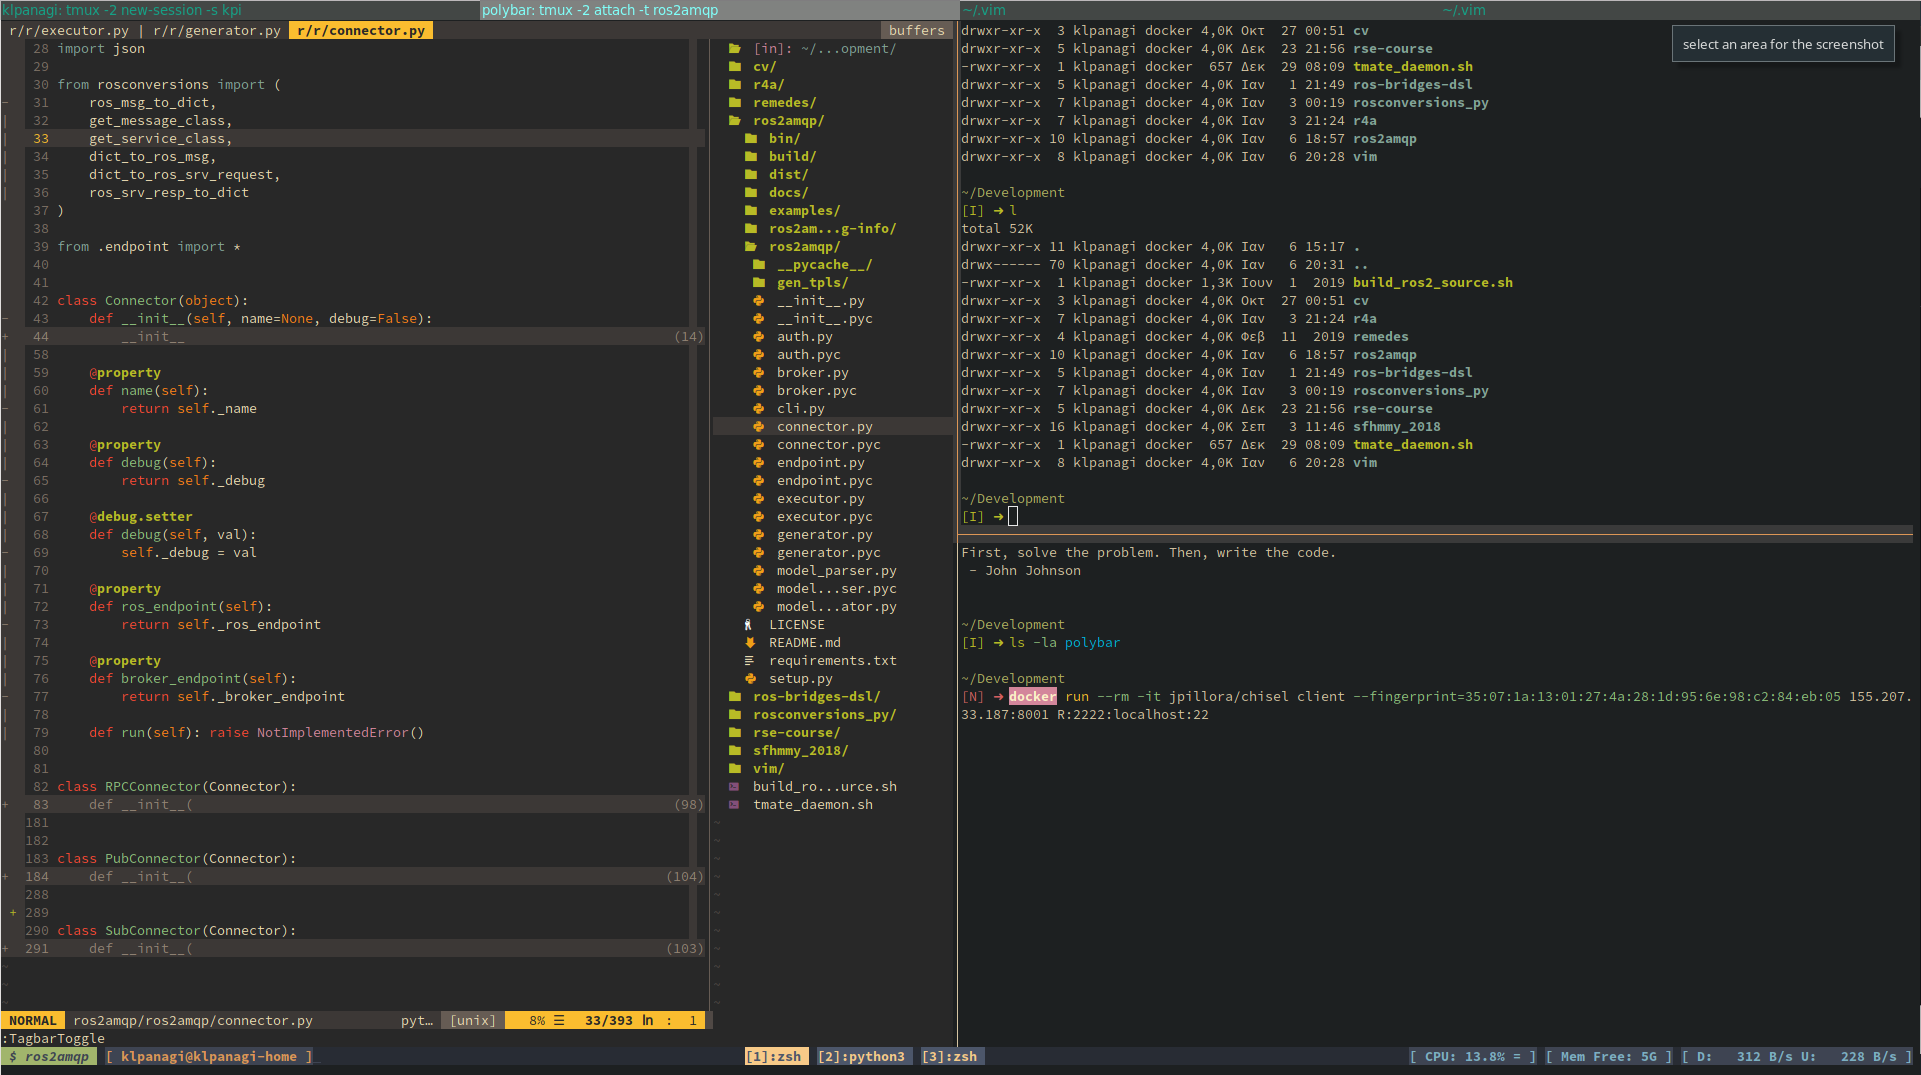 klpanagi: tmux -2 new-session -s kpi
polybar: tmux -2 attach -t ros2amqp
~/.vim
~/.vim
r/r/executor.py | r/r/generator.py
r/r/connector.py
buffers
28 import json
29
30 from rosconversions import (
31     ros_msg_to_dict,
32     get_message_class,
33     get_service_class,
34     dict_to_ros_msg,
35     dict_to_ros_srv_request,
36     ros_srv_resp_to_dict
37 )
38
39 from .endpoint import *
40
41
42 class Connector(object):
43     def __init__(self, name=None, debug=False):
44         __init__ (14)
58
59     @property
60     def name(self):
61         return self._name
62
63     @property
64     def debug(self):
65         return self._debug
66
67     @debug.setter
68     def debug(self, val):
69         self._debug = val
70
71     @property
72     def ros_endpoint(self):
73         return self._ros_endpoint
74
75     @property
76     def broker_endpoint(self):
77         return self._broker_endpoint
78
79     def run(self): raise NotImplementedError()
80
81
82 class RPCConnector(Connector):
83     def __init__( (98)
181
182
183 class PubConnector(Connector):
184     def __init__( (104)
288
+ 289
290 class SubConnector(Connector):
291     def __init__( (103)
NORMAL ros2amqp/ros2amqp/connector.py pyt… [unix] 8% ☰ 33/393 ln : 1
:TagbarToggle
[in]: ~/...opment/
cv/
r4a/
remedes/
ros2amqp/
bin/
build/
dist/
docs/
examples/
ros2am...g-info/
ros2amqp/
__pycache__/
gen_tpls/
__init__.py
__init__.pyc
auth.py
auth.pyc
broker.py
broker.pyc
cli.py
connector.py
connector.pyc
endpoint.py
endpoint.pyc
executor.py
executor.pyc
generator.py
generator.pyc
model_parser.py
model...ser.pyc
model...ator.py
LICENSE
README.md
requirements.txt
setup.py
ros-bridges-dsl/
rosconversions_py/
rse-course/
sfhmmy_2018/
vim/
build_ro...urce.sh
tmate_daemon.sh
drwxr-xr-x  3 klpanagi docker 4,0K Οκτ  27 00:51 cv
drwxr-xr-x  5 klpanagi docker 4,0K Δεκ  23 21:56 rse-course
-rwxr-xr-x  1 klpanagi docker  657 Δεκ  29 08:09 tmate_daemon.sh
drwxr-xr-x  5 klpanagi docker 4,0K Ιαν   1 21:49 ros-bridges-dsl
drwxr-xr-x  7 klpanagi docker 4,0K Ιαν   3 00:19 rosconversions_py
drwxr-xr-x  7 klpanagi docker 4,0K Ιαν   3 21:24 r4a
drwxr-xr-x 10 klpanagi docker 4,0K Ιαν   6 18:57 ros2amqp
drwxr-xr-x  8 klpanagi docker 4,0K Ιαν   6 20:28 vim
select an area for the screenshot
~/Development
[I] ➜ l
total 52K
drwxr-xr-x 11 klpanagi docker 4,0K Ιαν   6 15:17 .
drwx------ 70 klpanagi docker 4,0K Ιαν   6 20:31 ..
-rwxr-xr-x  1 klpanagi docker 1,3K Ιουν  1  2019 build_ros2_source.sh
drwxr-xr-x  3 klpanagi docker 4,0K Οκτ  27 00:51 cv
drwxr-xr-x  7 klpanagi docker 4,0K Ιαν   3 21:24 r4a
drwxr-xr-x  4 klpanagi docker 4,0K Φεβ  11  2019 remedes
drwxr-xr-x 10 klpanagi docker 4,0K Ιαν   6 18:57 ros2amqp
drwxr-xr-x  5 klpanagi docker 4,0K Ιαν   1 21:49 ros-bridges-dsl
drwxr-xr-x  7 klpanagi docker 4,0K Ιαν   3 00:19 rosconversions_py
drwxr-xr-x  5 klpanagi docker 4,0K Δεκ  23 21:56 rse-course
drwxr-xr-x 16 klpanagi docker 4,0K Σεπ   3 11:46 sfhmmy_2018
-rwxr-xr-x  1 klpanagi docker  657 Δεκ  29 08:09 tmate_daemon.sh
drwxr-xr-x  8 klpanagi docker 4,0K Ιαν   6 20:28 vim
~/Development
[I] ➜
First, solve the problem. Then, write the code.
- John Johnson
~/Development
[I] ➜ ls -la polybar
~/Development
[N] ➜ docker run --rm -it jpillora/chisel client --fingerprint=35:07:1a:13:01:27:4a:28:1d:95:6e:98:c2:84:eb:05 155.207.
33.187:8001 R:2222:localhost:22
$ ros2amqp [ klpanagi@klpanagi-home ] [1]:zsh [2]:python3 [3]:zsh [ CPU: 13.8% = ] [ Mem Free: 5G ] [ D: 312 B/s U: 228 B/s ]